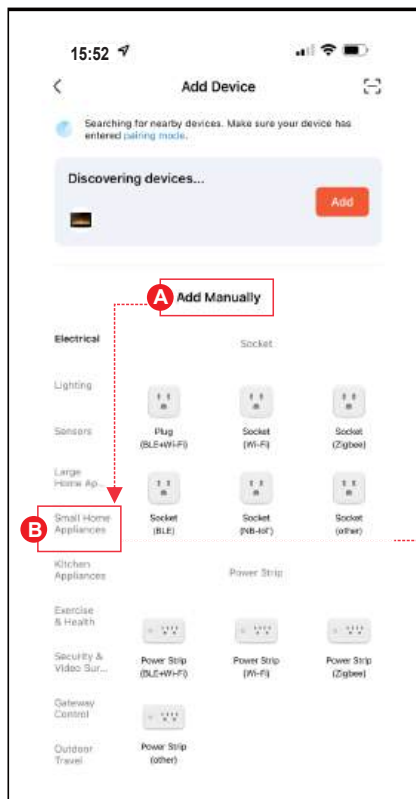 15:52
Add Device
Searching for nearby devices. Make sure your device has
entered pairing mode.
Discovering devices...
Add
A
Add Manually
Electrical
Socket
Lighting
Sensors
Plug
(BLE+Wi-Fi)
Socket
(Wi-Fi)
Socket
(Zigbee)
Large
Home Ap...
B
Small Home
Appliances
Socket
(BLE)
Socket
(NB-IoT)
Socket
(other)
Kitchen
Appliances
Power Strip
Exercise
& Health
Security &
Video Sur...
Power Strip
(BLE+Wi-Fi)
Power Strip
(Wi-Fi)
Power Strip
(Zigbee)
Gateway
Control
Outdoor
Travel
Power Strip
(other)